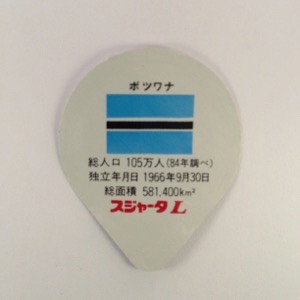 ボツワナ
総人口 105万人(84年調べ)
独立年月日 1966年9月30日
総面積 581,400km²
スジャータL